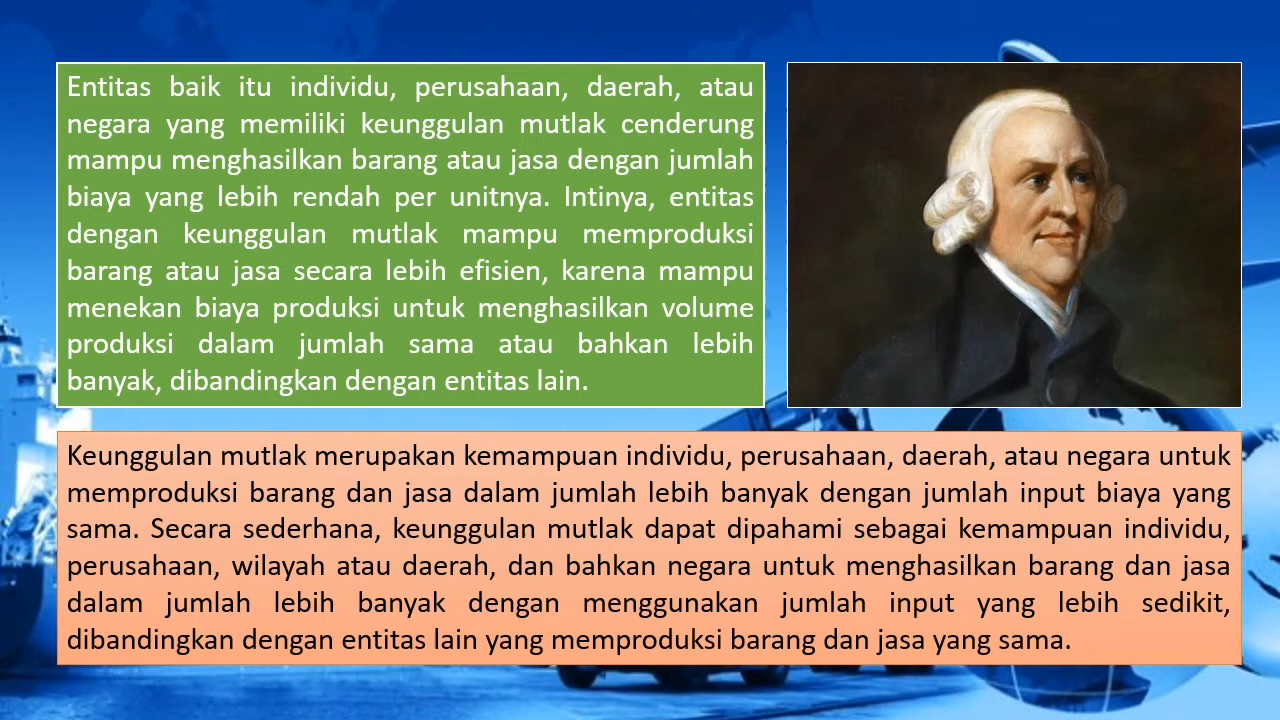 Entitas baik itu individu, perusahaan, daerah, atau
negara yang memiliki keunggulan mutlak cenderung
mampu menghasilkan barang atau jasa dengan jumlah
biaya yang lebih rendah per unitnya. Intinya, entitas
dengan keunggulan mutlak mampu memproduksi
barang atau jasa secara lebih efisien, karena mampu
menekan biaya produksi untuk menghasilkan volume
produksi dalam jumlah sama atau bahkan lebih
banyak, dibandingkan dengan entitas lain.
Keunggulan mutlak merupakan kemampuan individu, perusahaan, daerah, atau negara untuk
memproduksi barang dan jasa dalam jumlah lebih banyak dengan jumlah input biaya yang
sama. Secara sederhana, keunggulan mutlak dapat dipahami sebagai kemampuan individu,
perusahaan, wilayah atau daerah, dan bahkan negara untuk menghasilkan barang dan jasa
dalam jumlah lebih banyak dengan menggunakan jumlah input yang lebih sedikit,
dibandingkan dengan entitas lain yang memproduksi barang dan jasa yang sama.